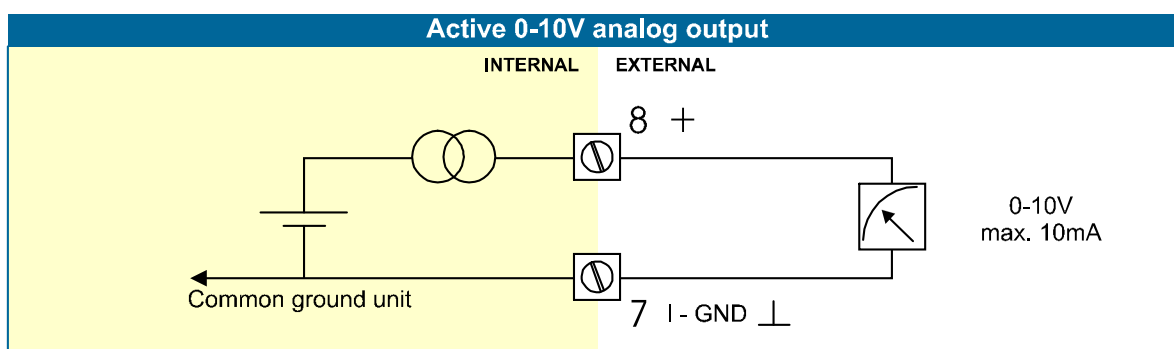 Active 0-10V analog output
INTERNAL EXTERNAL
8 +
0-10V
max. 10mA
Common ground unit
7 I - GND ⊥